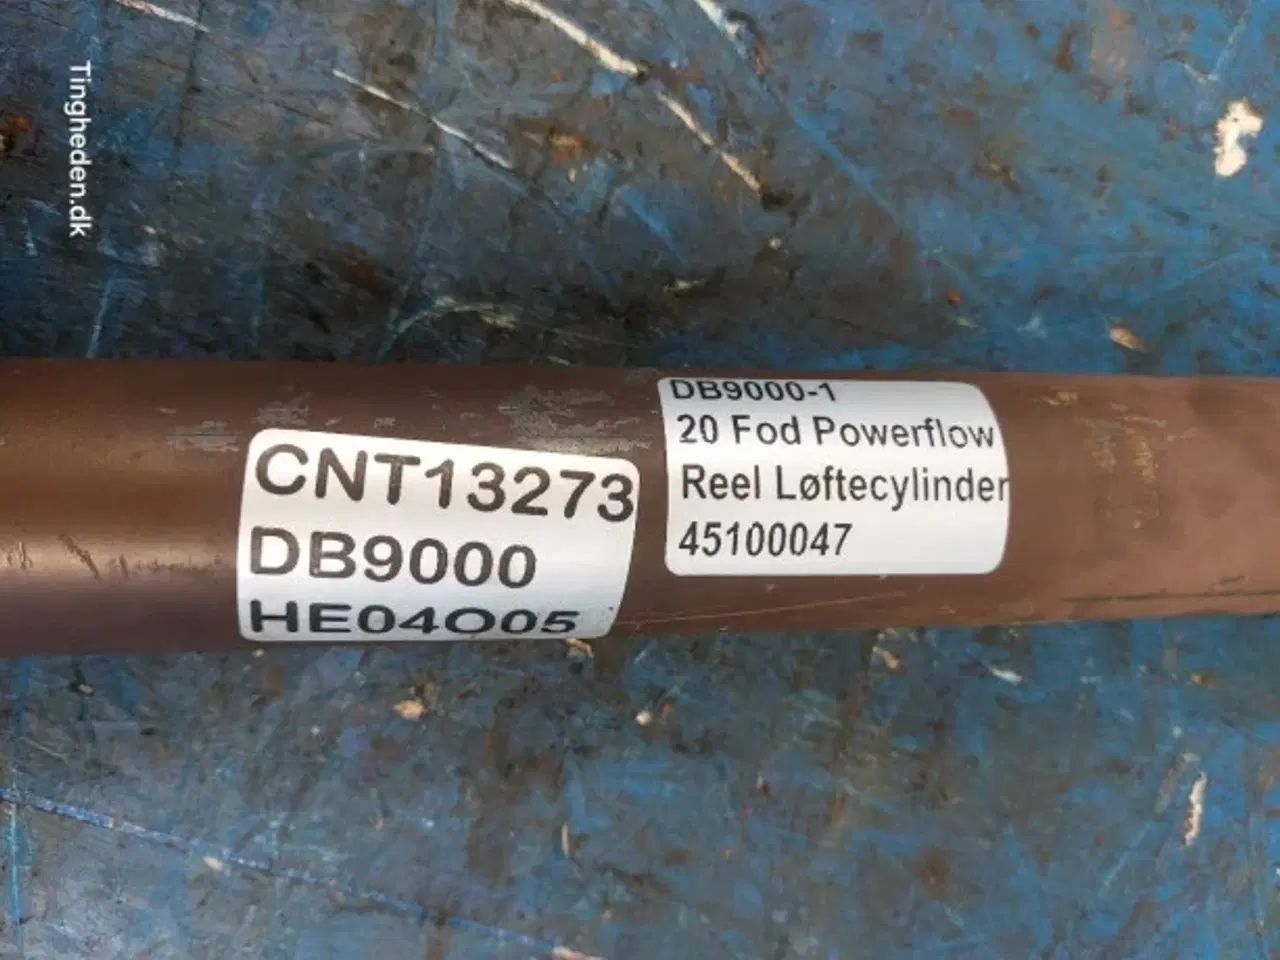 Tingheden.dk
CNT13273
DB9000
HE04O05
DB9000-1
20 Fod Powerflow
Reel Løftecylinder
45100047